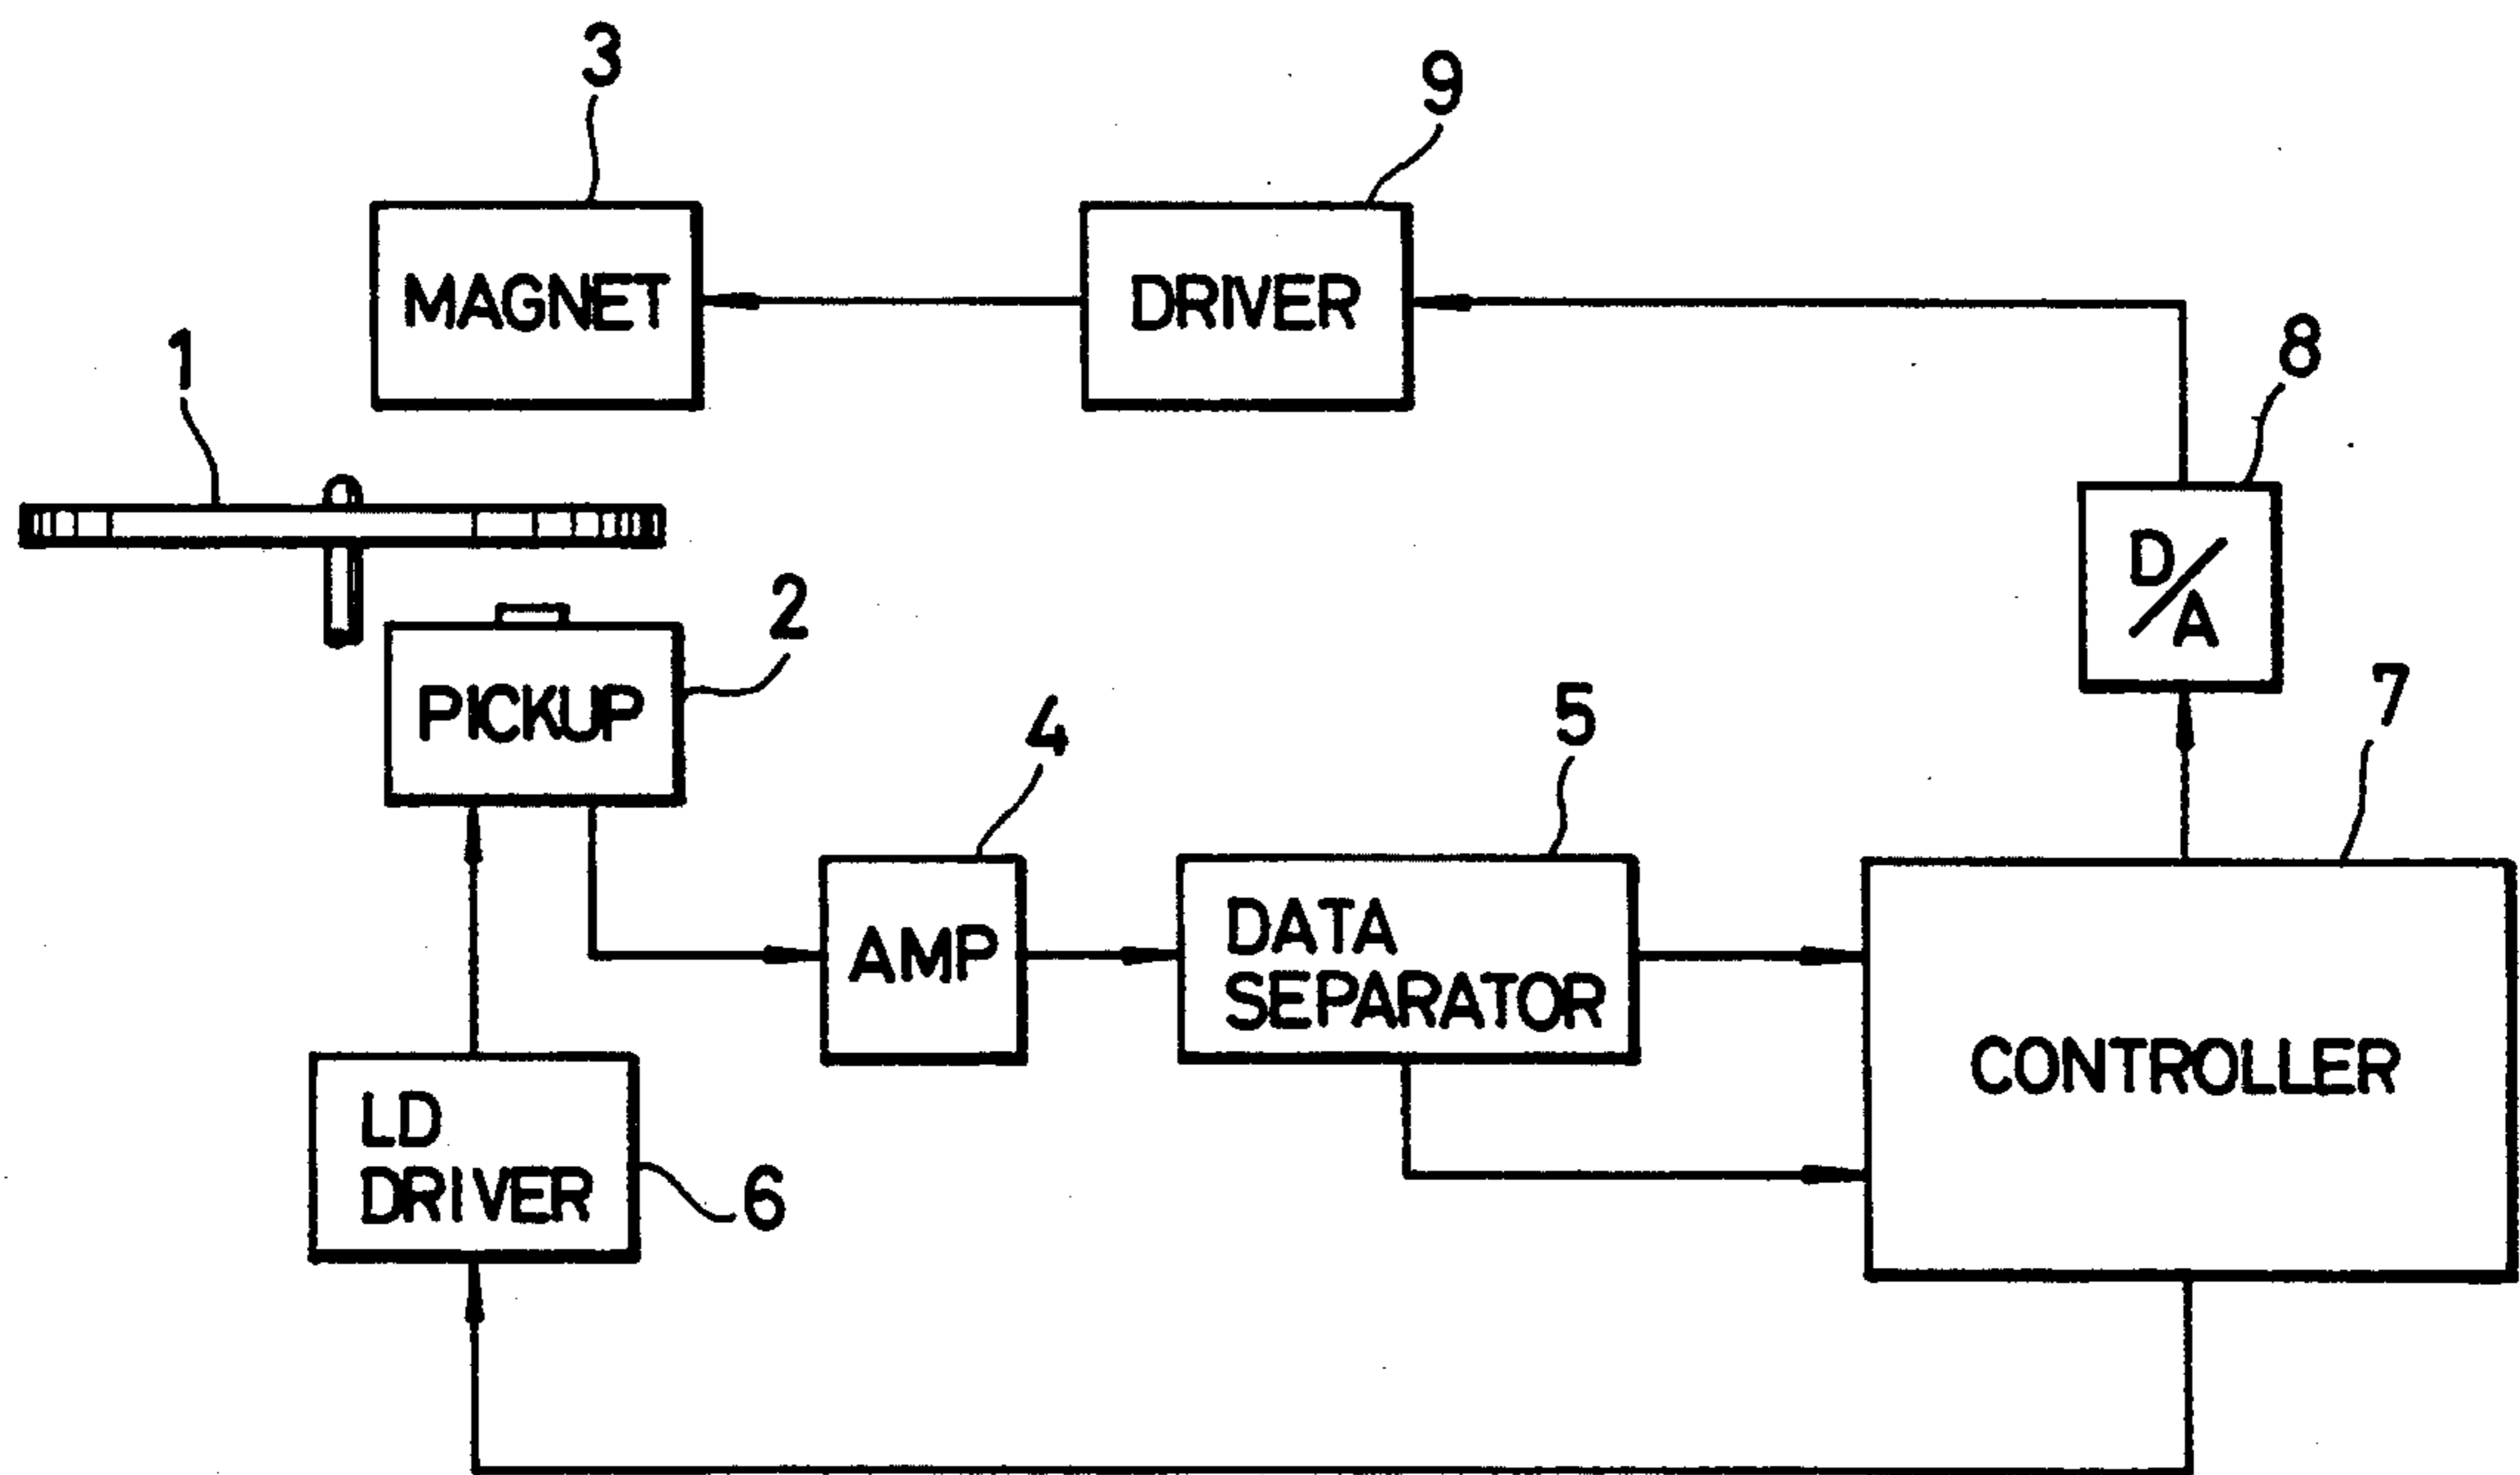 3
9
MAGNET
DRIVER
1
8
D/A
2
PICKUP
4
5
7
AMP
DATA
SEPARATOR
CONTROLLER
LD
DRIVER
6